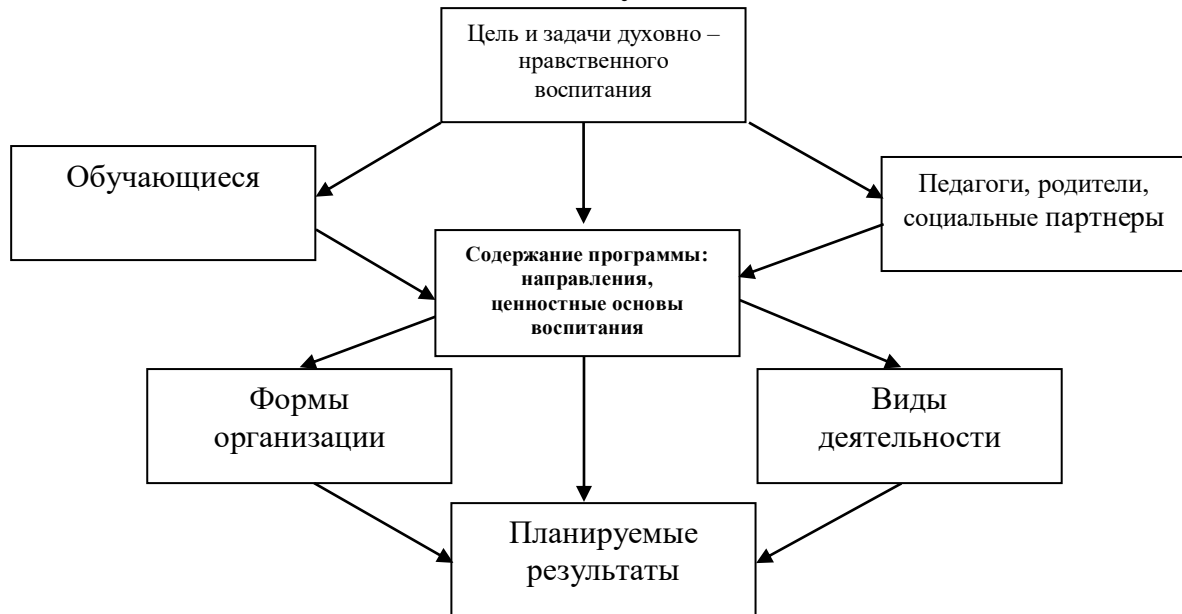 Цель и задачи духовно –
нравственного
воспитания
Обучающиеся
Педагоги, родители,
социальные партнеры
Содержание программы:
направления,
ценностные основы
воспитания
Формы
организации
Виды
деятельности
Планируемые
результаты